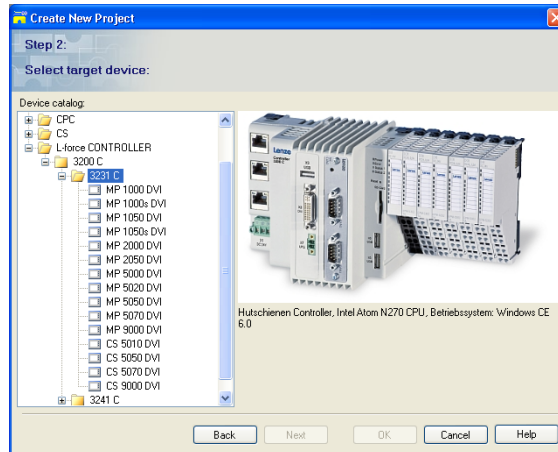 Create New Project
Step 2:
Select target device:
Device catalog:
CPC
CS
L-force CONTROLLER
3200 C
3231 C
MP 1000 DVI
MP 1000s DVI
MP 1050 DVI
MP 1050s DVI
MP 2000 DVI
MP 2050 DVI
MP 5000 DVI
MP 5020 DVI
MP 5050 DVI
MP 5070 DVI
MP 9000 DVI
CS 5010 DVI
CS 5050 DVI
CS 5070 DVI
CS 9000 DVI
3241 C
Lenze
Hutschienen Controller, Intel Atom N270 CPU, Betriebssystem: Windows CE
6.0
Back
Next
OK
Cancel
Help